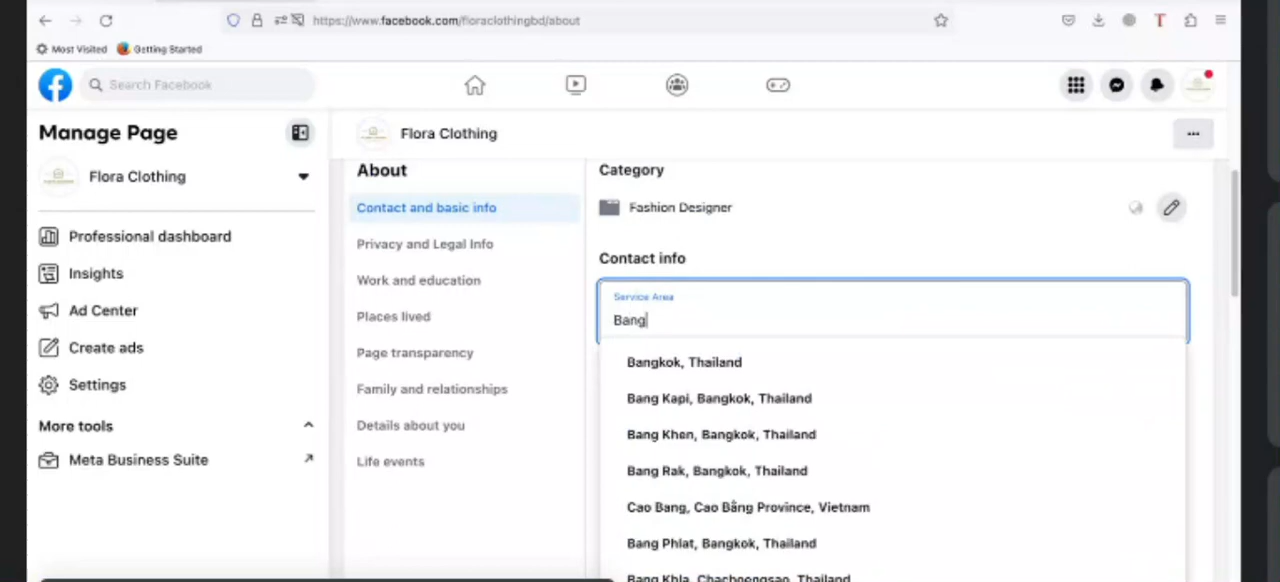 https://www.facebook.com/floraclothingbd/about
T
Most Visited
Getting Started
Search Facebook
Manage Page
Flora Clothing
Professional dashboard
Insights
Ad Center
Create ads
Settings
More tools
Meta Business Suite
Flora Clothing
...
About
Contact and basic info
Privacy and Legal Info
Work and education
Places lived
Page transparency
Family and relationships
Details about you
Life events
Category
Fashion Designer
Contact info
Service Area
Bang
Bangkok, Thailand
Bang Kapi, Bangkok, Thailand
Bang Khen, Bangkok, Thailand
Bang Rak, Bangkok, Thailand
Cao Bang, Cao Bằng Province, Vietnam
Bang Phlat, Bangkok, Thailand
Bang Khla, Chachoengsao, Thailand